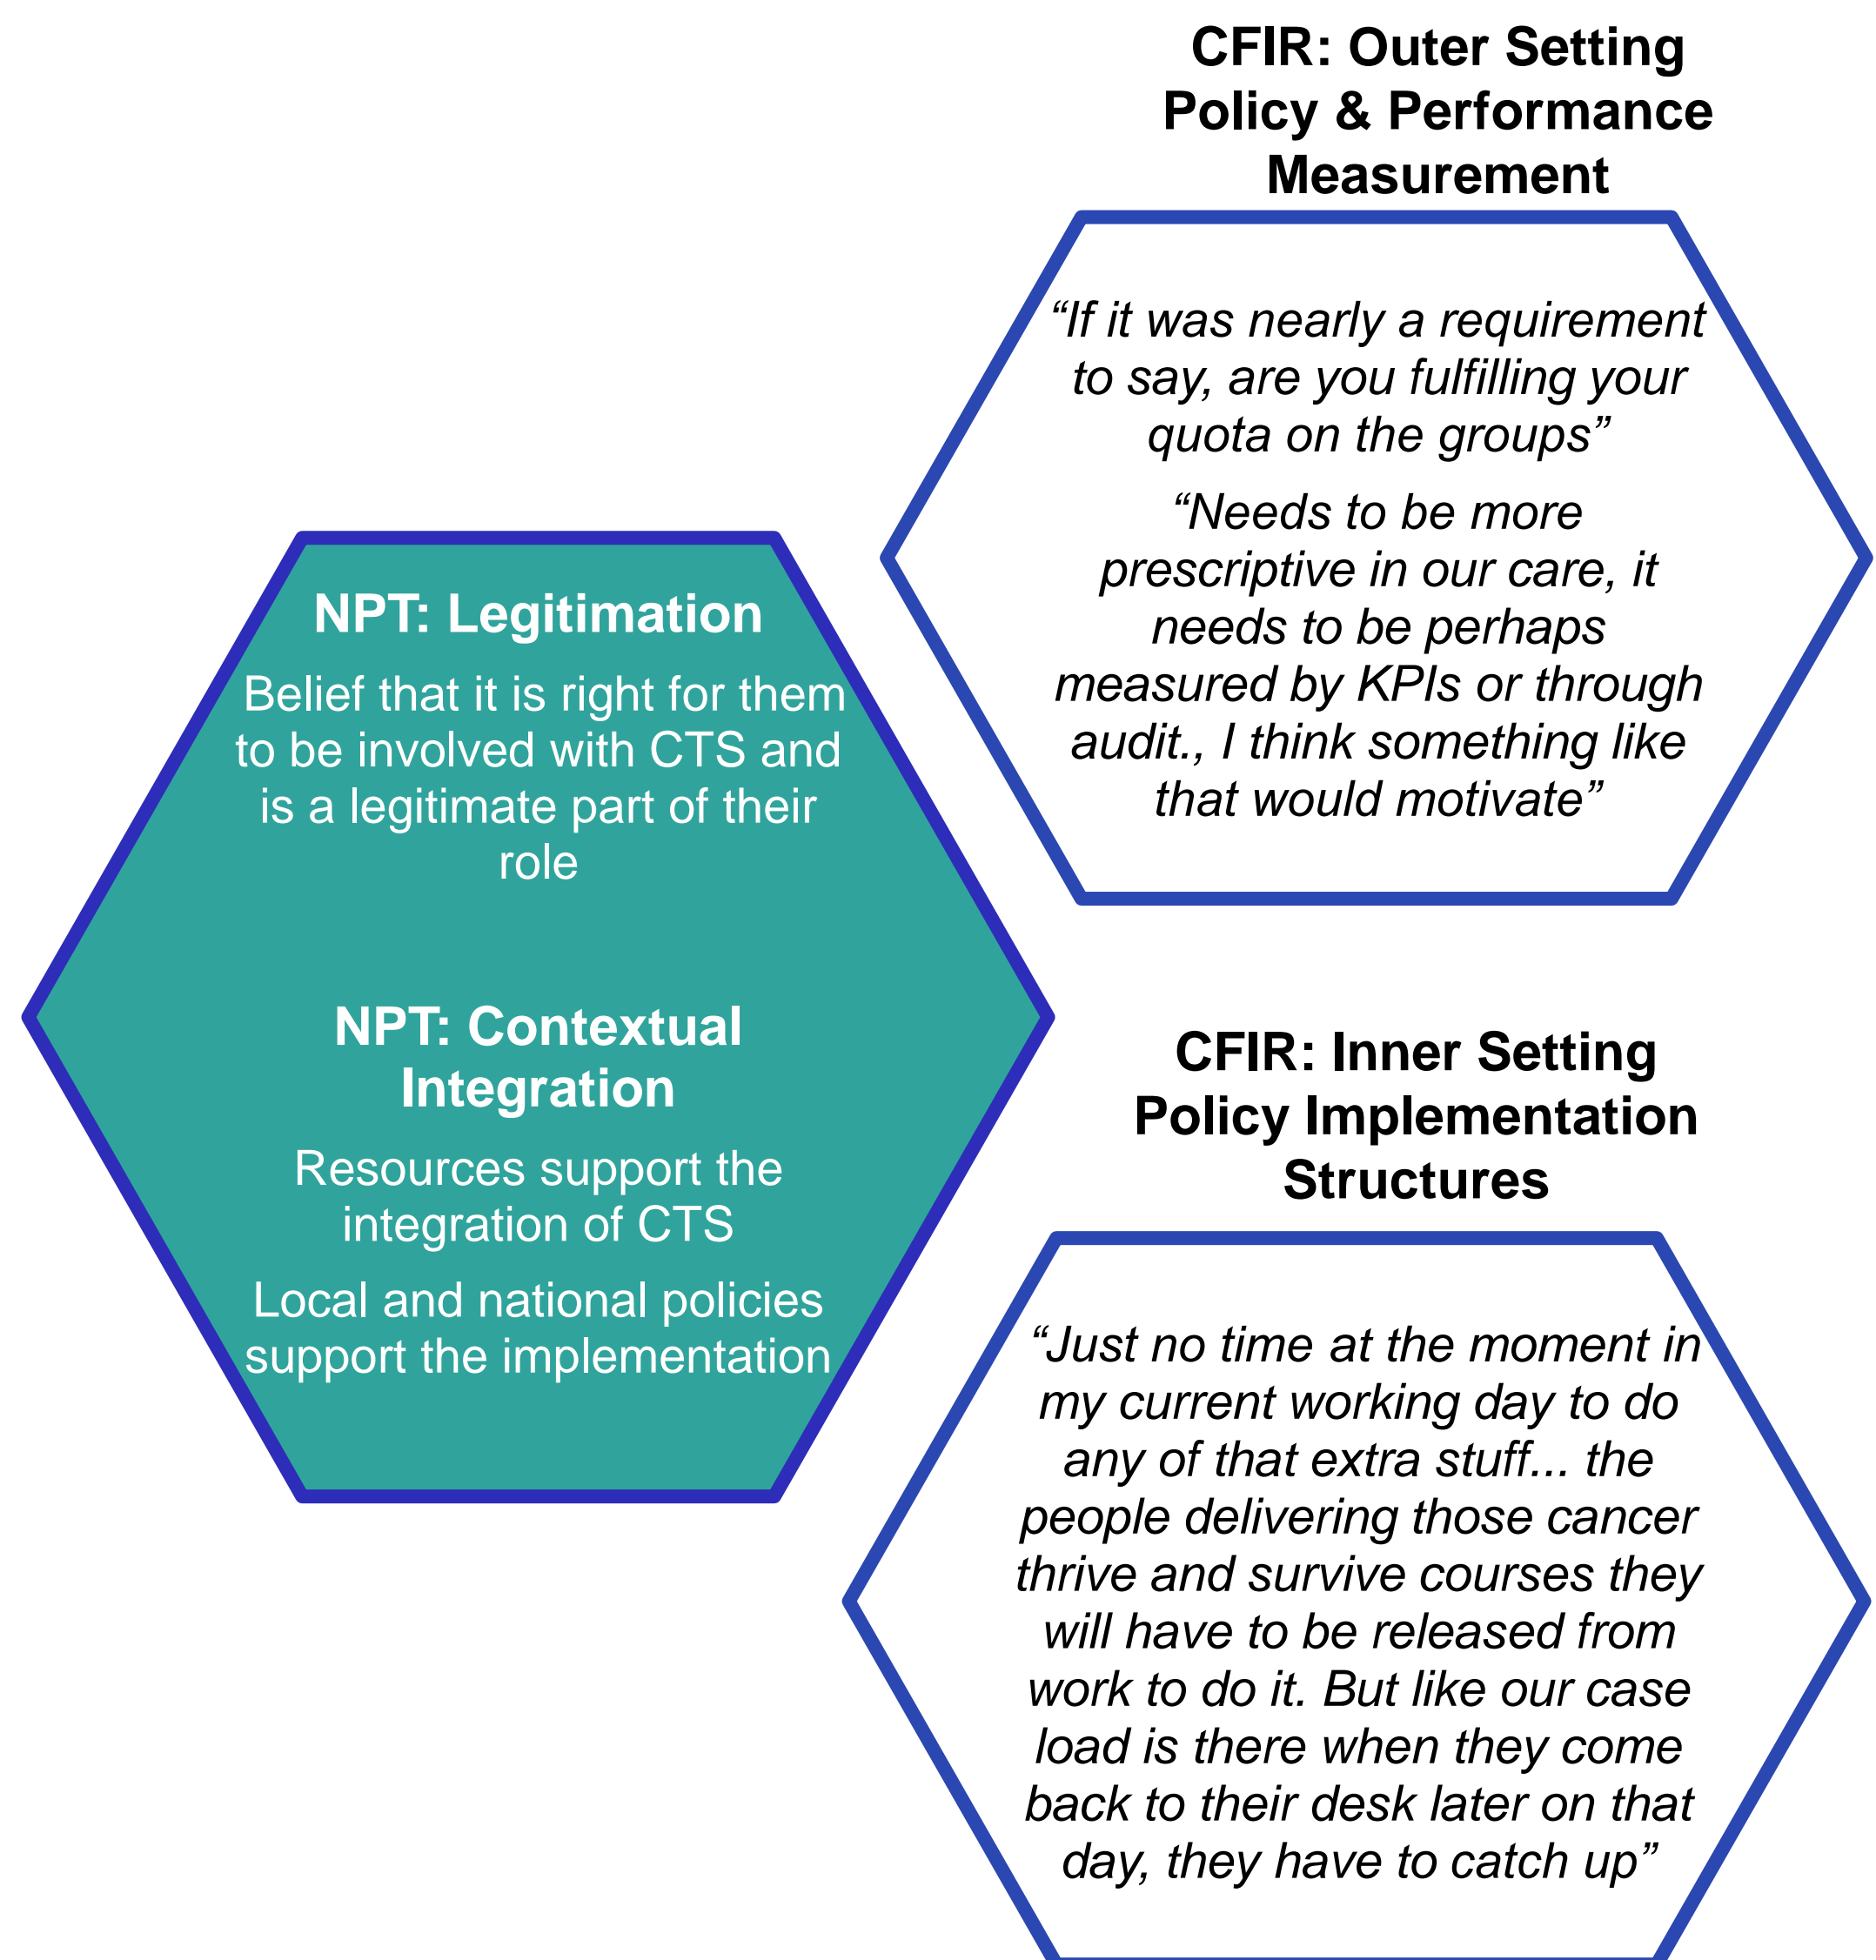 CFIR: Outer Setting
Policy & Performance
Measurement
“If it was nearly a requirement
to say, are you fulfilling your
quota on the groups”
“Needs to be more
prescriptive in our care, it
needs to be perhaps
measured by KPIs or through
audit., I think something like
that would motivate”
NPT: Legitimation
Belief that it is right for them
to be involved with CTS and
is a legitimate part of their
role
NPT: Contextual
Integration
Resources support the
integration of CTS
Local and national policies
support the implementation
CFIR: Inner Setting
Policy Implementation
Structures
“Just no time at the moment in
my current working day to do
any of that extra stuff... the
people delivering those cancer
thrive and survive courses they
will have to be released from
work to do it. But like our case
load is there when they come
back to their desk later on that
day, they have to catch up”